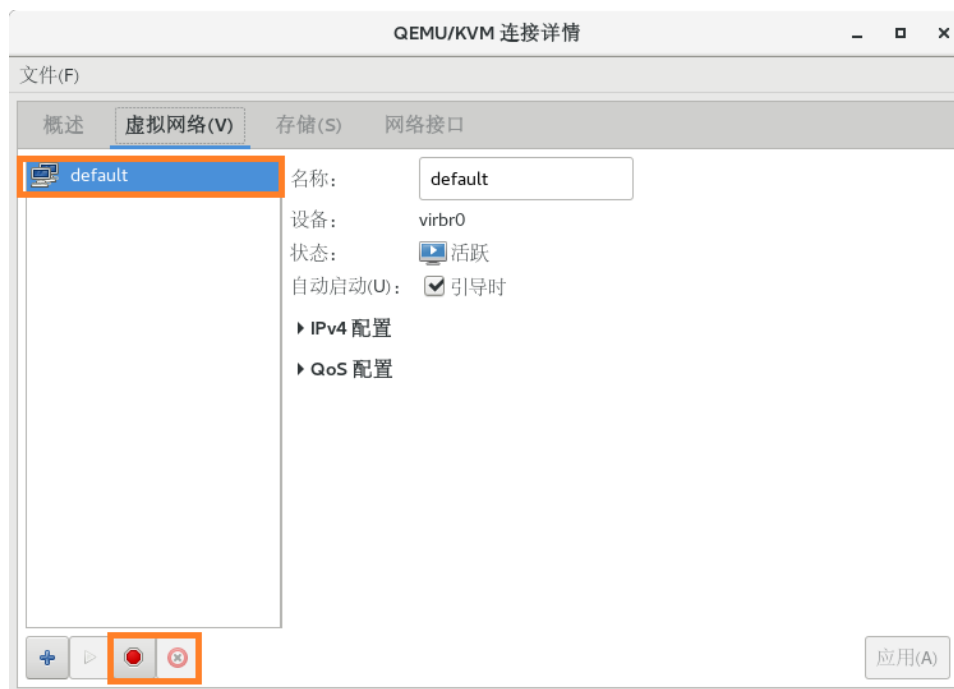 QEMU/KVM 连接详情
文件(F)
概述 虚拟网络(V) 存储(S) 网络接口
default
名称： default
设备： virbr0
状态： 活跃
自动启动(U)： 引导时
IPv4 配置
QoS 配置
应用(A)